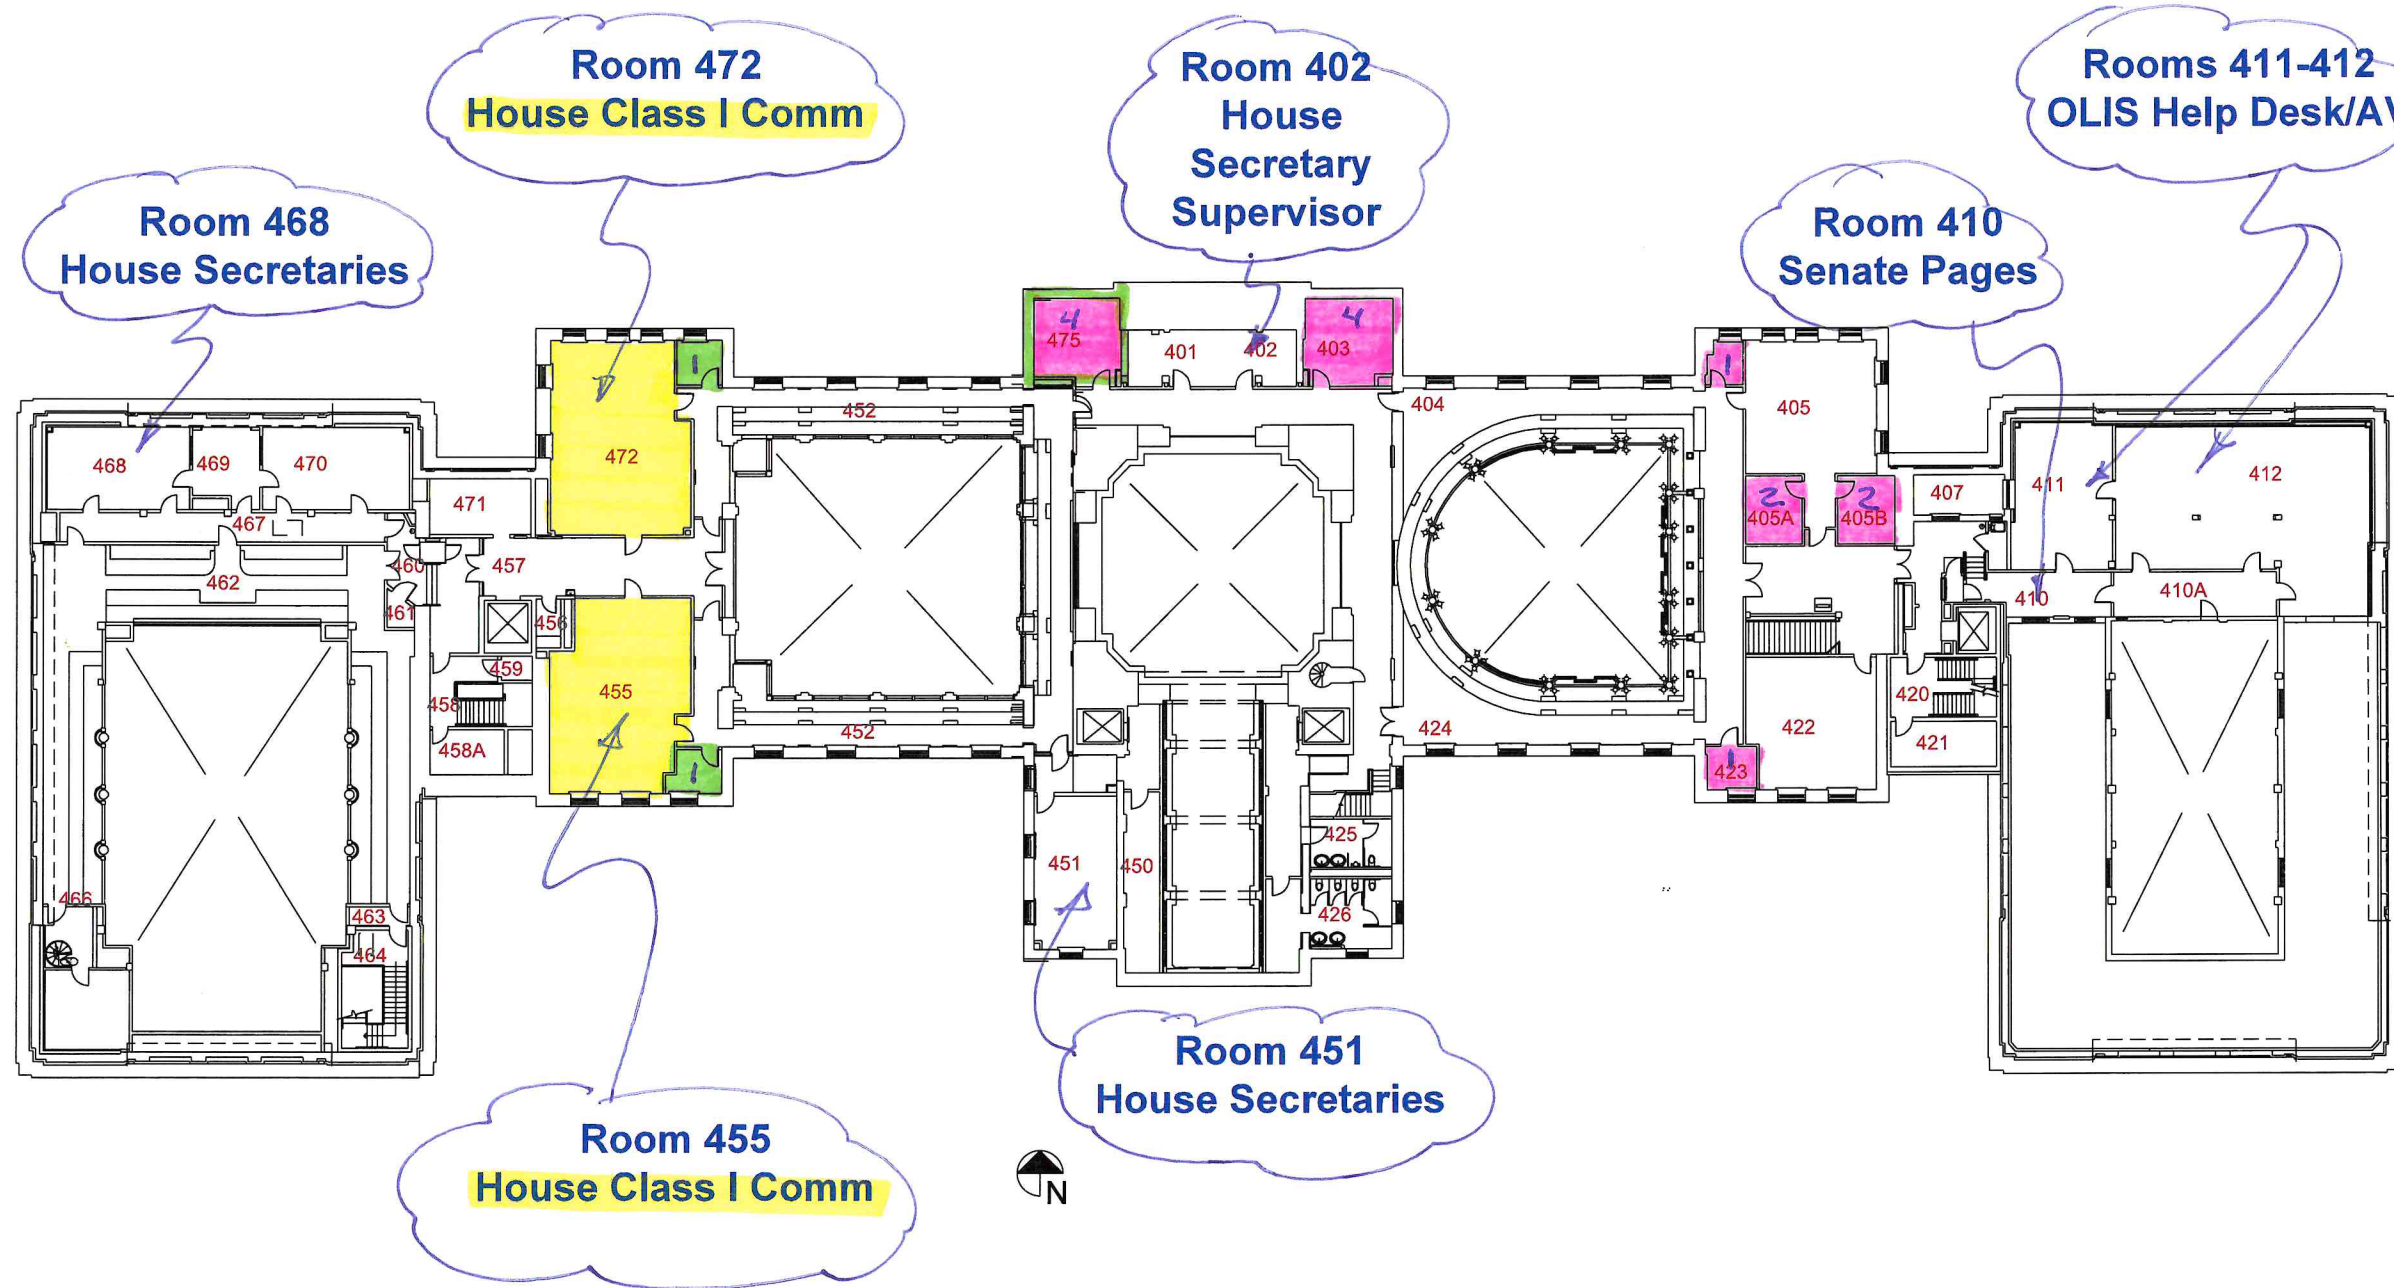 Room 472
House Class I Comm
Room 402
House
Secretary
Supervisor
Rooms 411-412
OLIS Help Desk/AV
Room 468
House Secretaries
Room 410
Senate Pages
4
475
401
402
4
403
1
1
404
405
452
468
469
470
472
471
467
2
405A
2
405B
407
411
412
460
457
462
461
456
410
410A
459
455
458
420
452
424
422
421
458A
1
1
423
425
451
450
466
463
426
464
Room 451
House Secretaries
Room 455
House Class I Comm
N